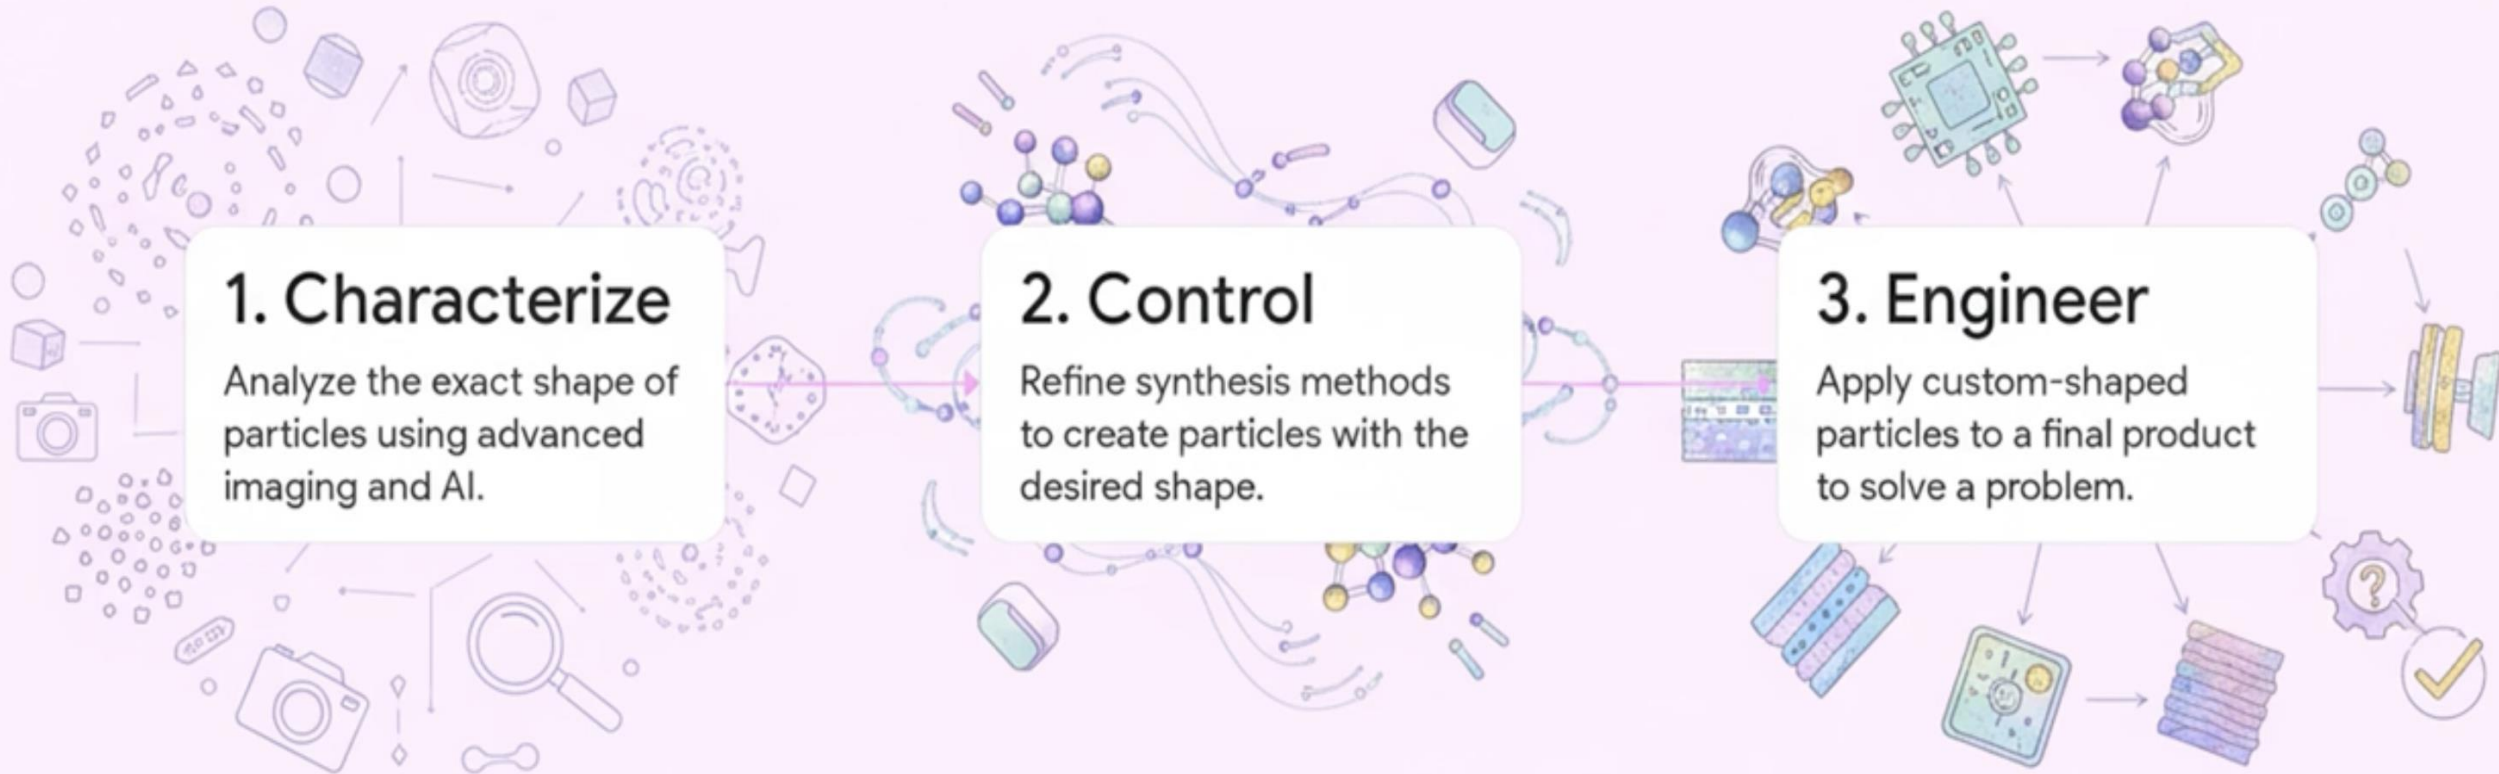 1. Characterize
Analyze the exact shape of
particles using advanced
imaging and AI.
2. Control
Refine synthesis methods
to create particles with the
desired shape.
3. Engineer
Apply custom-shaped
particles to a final product
to solve a problem.
?